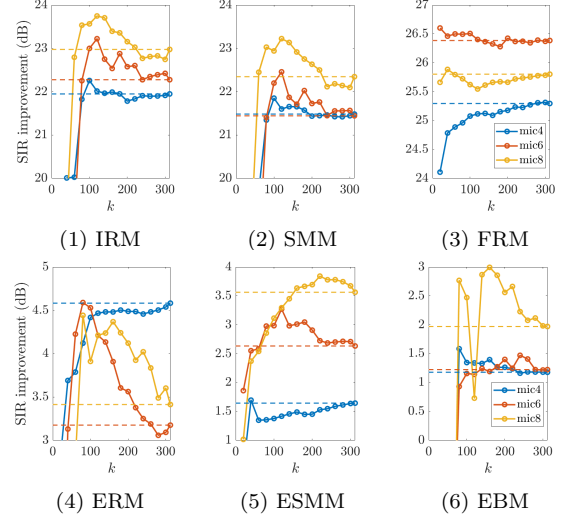 SIR improvement (dB)
24
23
22
21
20
0 100 200 300
k
(1) IRM
25
24
23
22
21
20
0 100 200 300
k
(2) SMM
27
26.5
26
25.5
25
24.5
24
0 100 200 300
k
mic4
mic6
mic8
(3) FRM
SIR improvement (dB)
5
4.5
4
3.5
3
0 100 200 300
k
(4) ERM
4
3.5
3
2.5
2
1.5
1
0 100 200 300
k
(5) ESMM
3
2.5
2
1.5
1
0.5
0
0 100 200 300
k
mic4
mic6
mic8
(6) EBM